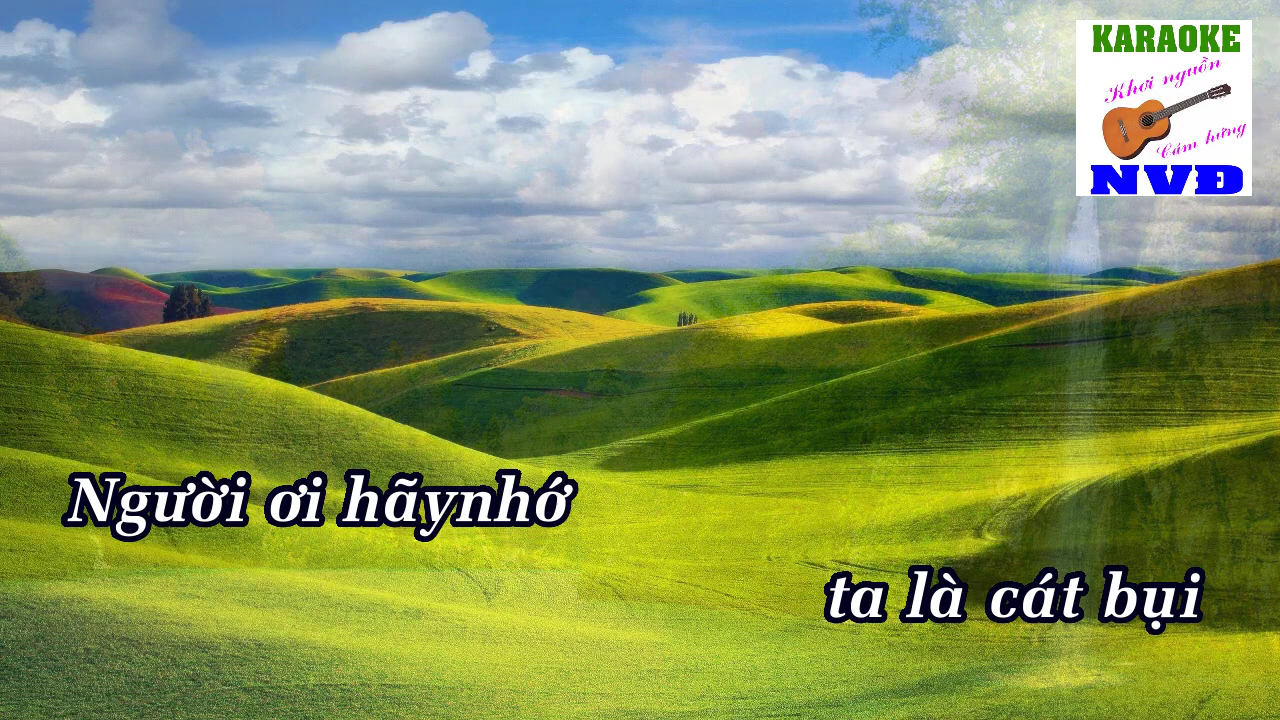 KARAOKE
Khơi nguồn
Cảm hứng
NVĐ
Người ơi hãynhớ
ta là cát bụi